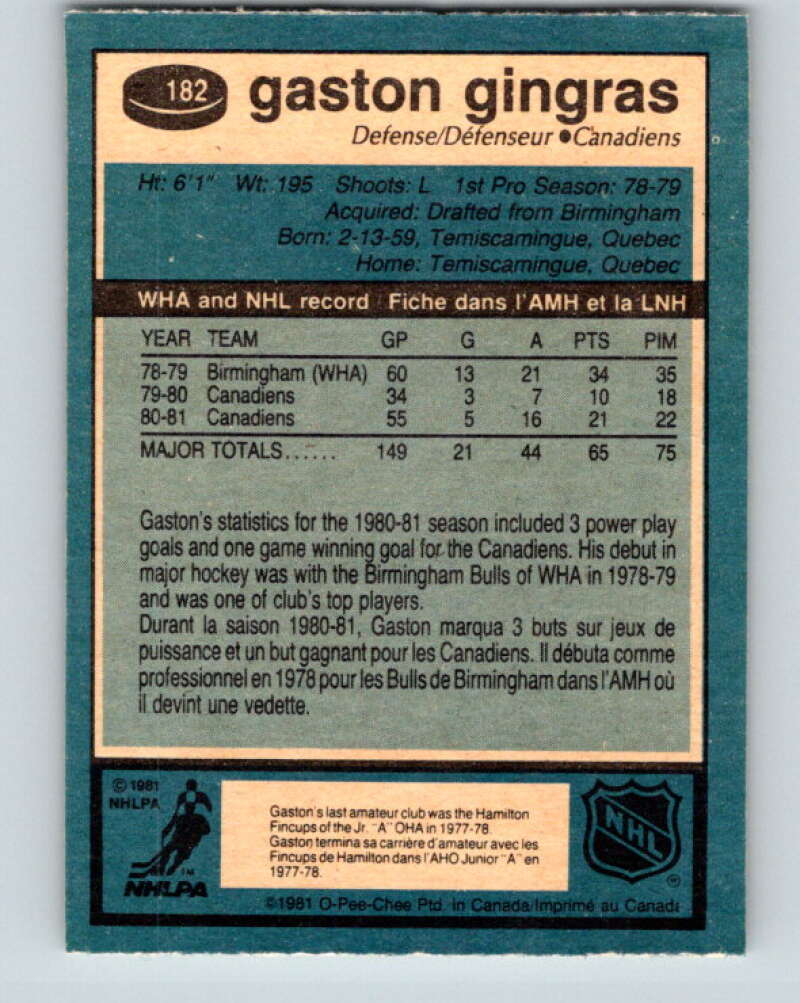 182 gaston gingras
Defense/Défenseur ●Canadiens
Ht: 6'1" Wt: 195 Shoots: L 1st Pro Season: 78-79
Acquired: Drafted from Birmingham
Born: 2-13-59, Temiscamingue, Quebec
Home: Temiscamingue, Quebec
WHA and NHL record / Fiche dans l'AMH et la LNH
YEAR TEAM GP G A PTS PIM
78-79 Birmingham (WHA) 60 13 21 34 35
79-80 Canadiens 34 3 7 10 18
80-81 Canadiens 55 5 16 21 22
MAJOR TOTALS...... 149 21 44 65 75
Gaston's statistics for the 1980-81 season included 3 power play
goals and one game winning goal for the Canadiens. His debut in
major hockey was with the Birmingham Bulls of WHA in 1978-79
and was one of club's top players.
Durant la saison 1980-81, Gaston marqua 3 buts sur jeux de
puissance et un but gagnant pour les Canadiens. Il débuta comme
professionnel en 1978 pour les Bulls de Birmingham dans l'AMH où
il devint une vedette.
© 1981
NHLPA
NHLPA
TM
Gaston's last amateur club was the Hamilton
Fincups of the Jr. "A" OHA in 1977-78.
Gaston termina sa carrière d'amateur avec les
Fincups de Hamilton dans l'AHO Junior "A" en
1977-78.
NHL
©1981 O-Pee-Chee Ptd. in Canada/Imprimé au Canada